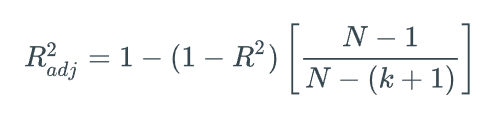 R²_adj = 1 − (1 − R²) [ (N − 1) / (N − (k + 1)) ]